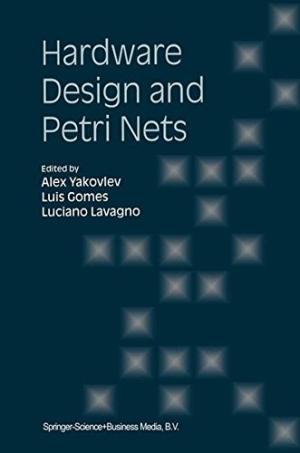 Hardware
Design and
Petri Nets
Edited by
Alex Yakovlev
Luis Gomes
Luciano Lavagno
Springer-Science+Business Media, B.V.